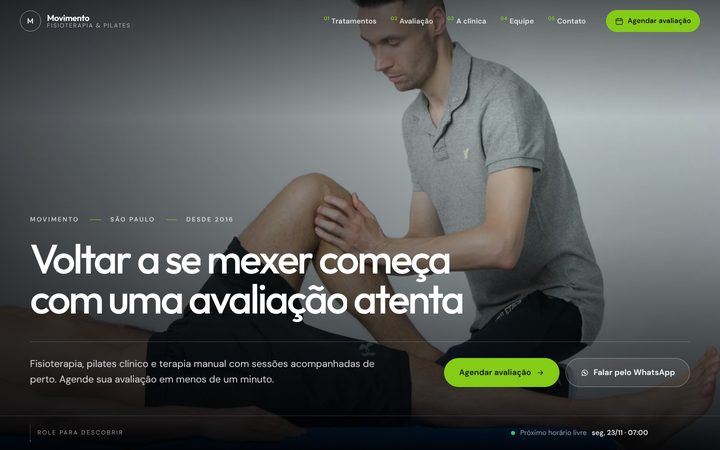 M
Movimento
FISIOTERAPIA & PILATES
01 Tratamentos
02 Avaliação
03 A clínica
04 Equipe
05 Contato
Agendar avaliação
MOVIMENTO — SÃO PAULO — DESDE 2016
Voltar a se mexer começa
com uma avaliação atenta
Fisioterapia, pilates clínico e terapia manual com sessões acompanhadas de
perto. Agende sua avaliação em menos de um minuto.
Agendar avaliação →
Falar pelo WhatsApp
ROLE PARA DESCOBRIR
Próximo horário livre seg, 23/11 · 07:00